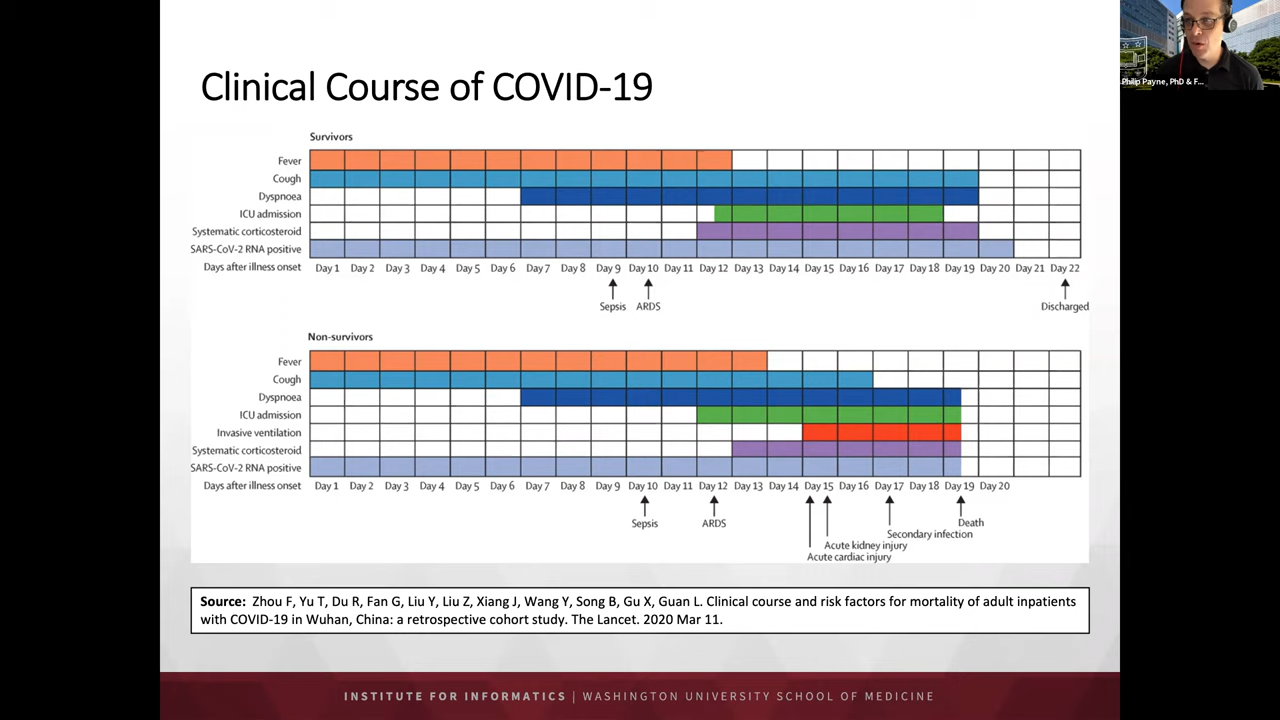 Philip Payne, PhD & F...
Clinical Course of COVID-19
Survivors
Fever
Cough
Dyspnoea
ICU admission
Systematic corticosteroid
SARS-CoV-2 RNA positive
Days after illness onset Day 1 Day 2 Day 3 Day 4 Day 5 Day 6 Day 7 Day 8 Day 9 Day 10 Day 11 Day 12 Day 13 Day 14 Day 15 Day 16 Day 17 Day 18 Day 19 Day 20 Day 21 Day 22
Sepsis ARDS Discharged
Non-survivors
Fever
Cough
Dyspnoea
ICU admission
Invasive ventilation
Systematic corticosteroid
SARS-CoV-2 RNA positive
Days after illness onset Day 1 Day 2 Day 3 Day 4 Day 5 Day 6 Day 7 Day 8 Day 9 Day 10 Day 11 Day 12 Day 13 Day 14 Day 15 Day 16 Day 17 Day 18 Day 19 Day 20
Sepsis ARDS Death
Secondary infection
Acute kidney injury
Acute cardiac injury
Source: Zhou F, Yu T, Du R, Fan G, Liu Y, Liu Z, Xiang J, Wang Y, Song B, Gu X, Guan L. Clinical course and risk factors for mortality of adult inpatients
with COVID-19 in Wuhan, China: a retrospective cohort study. The Lancet. 2020 Mar 11.
INSTITUTE FOR INFORMATICS | WASHINGTON UNIVERSITY SCHOOL OF MEDICINE